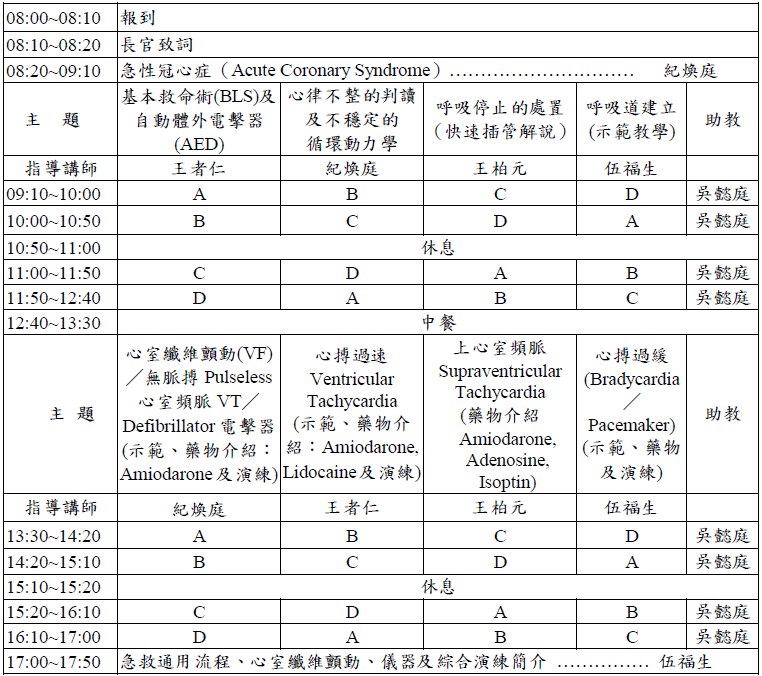 08:00~08:10 報到
08:10~08:20 長官致詞
08:20~09:10 急性冠心症（Acute Coronary Syndrome）………………………… 紀煥庭
主 題 基本救命術(BLS)及自動體外電擊器(AED) 心律不整的判讀及不穩定的循環動力學 呼吸停止的處置（快速插管解說） 呼吸道建立(示範教學) 助教
指導講師 王者仁 紀煥庭 王柏元 伍福生
09:10~10:00 A B C D 吳懿庭
10:00~10:50 B C D A 吳懿庭
10:50~11:00 休息
11:00~11:50 C D A B 吳懿庭
11:50~12:40 D A B C 吳懿庭
12:40~13:30 中餐
主 題 心室纖維顫動(VF)／無脈搏 Pulseless 心室頻脈 VT／Defibrillator 電擊器(示範、藥物介紹：Amiodarone 及演練) 心搏過速 Ventricular Tachycardia (示範、藥物介紹：Amiodarone, Lidocaine 及演練) 上心室頻脈 Supraventricular Tachycardia (藥物介紹 Amiodarone, Adenosine, Isoptin) 心搏過緩 (Bradycardia／Pacemaker) (示範、藥物及演練) 助教
指導講師 紀煥庭 王者仁 王柏元 伍福生
13:30~14:20 A B C D 吳懿庭
14:20~15:10 B C D A 吳懿庭
15:10~15:20 休息
15:20~16:10 C D A B 吳懿庭
16:10~17:00 D A B C 吳懿庭
17:00~17:50 急救通用流程、心室纖維顫動、儀器及綜合演練簡介 …………… 伍福生